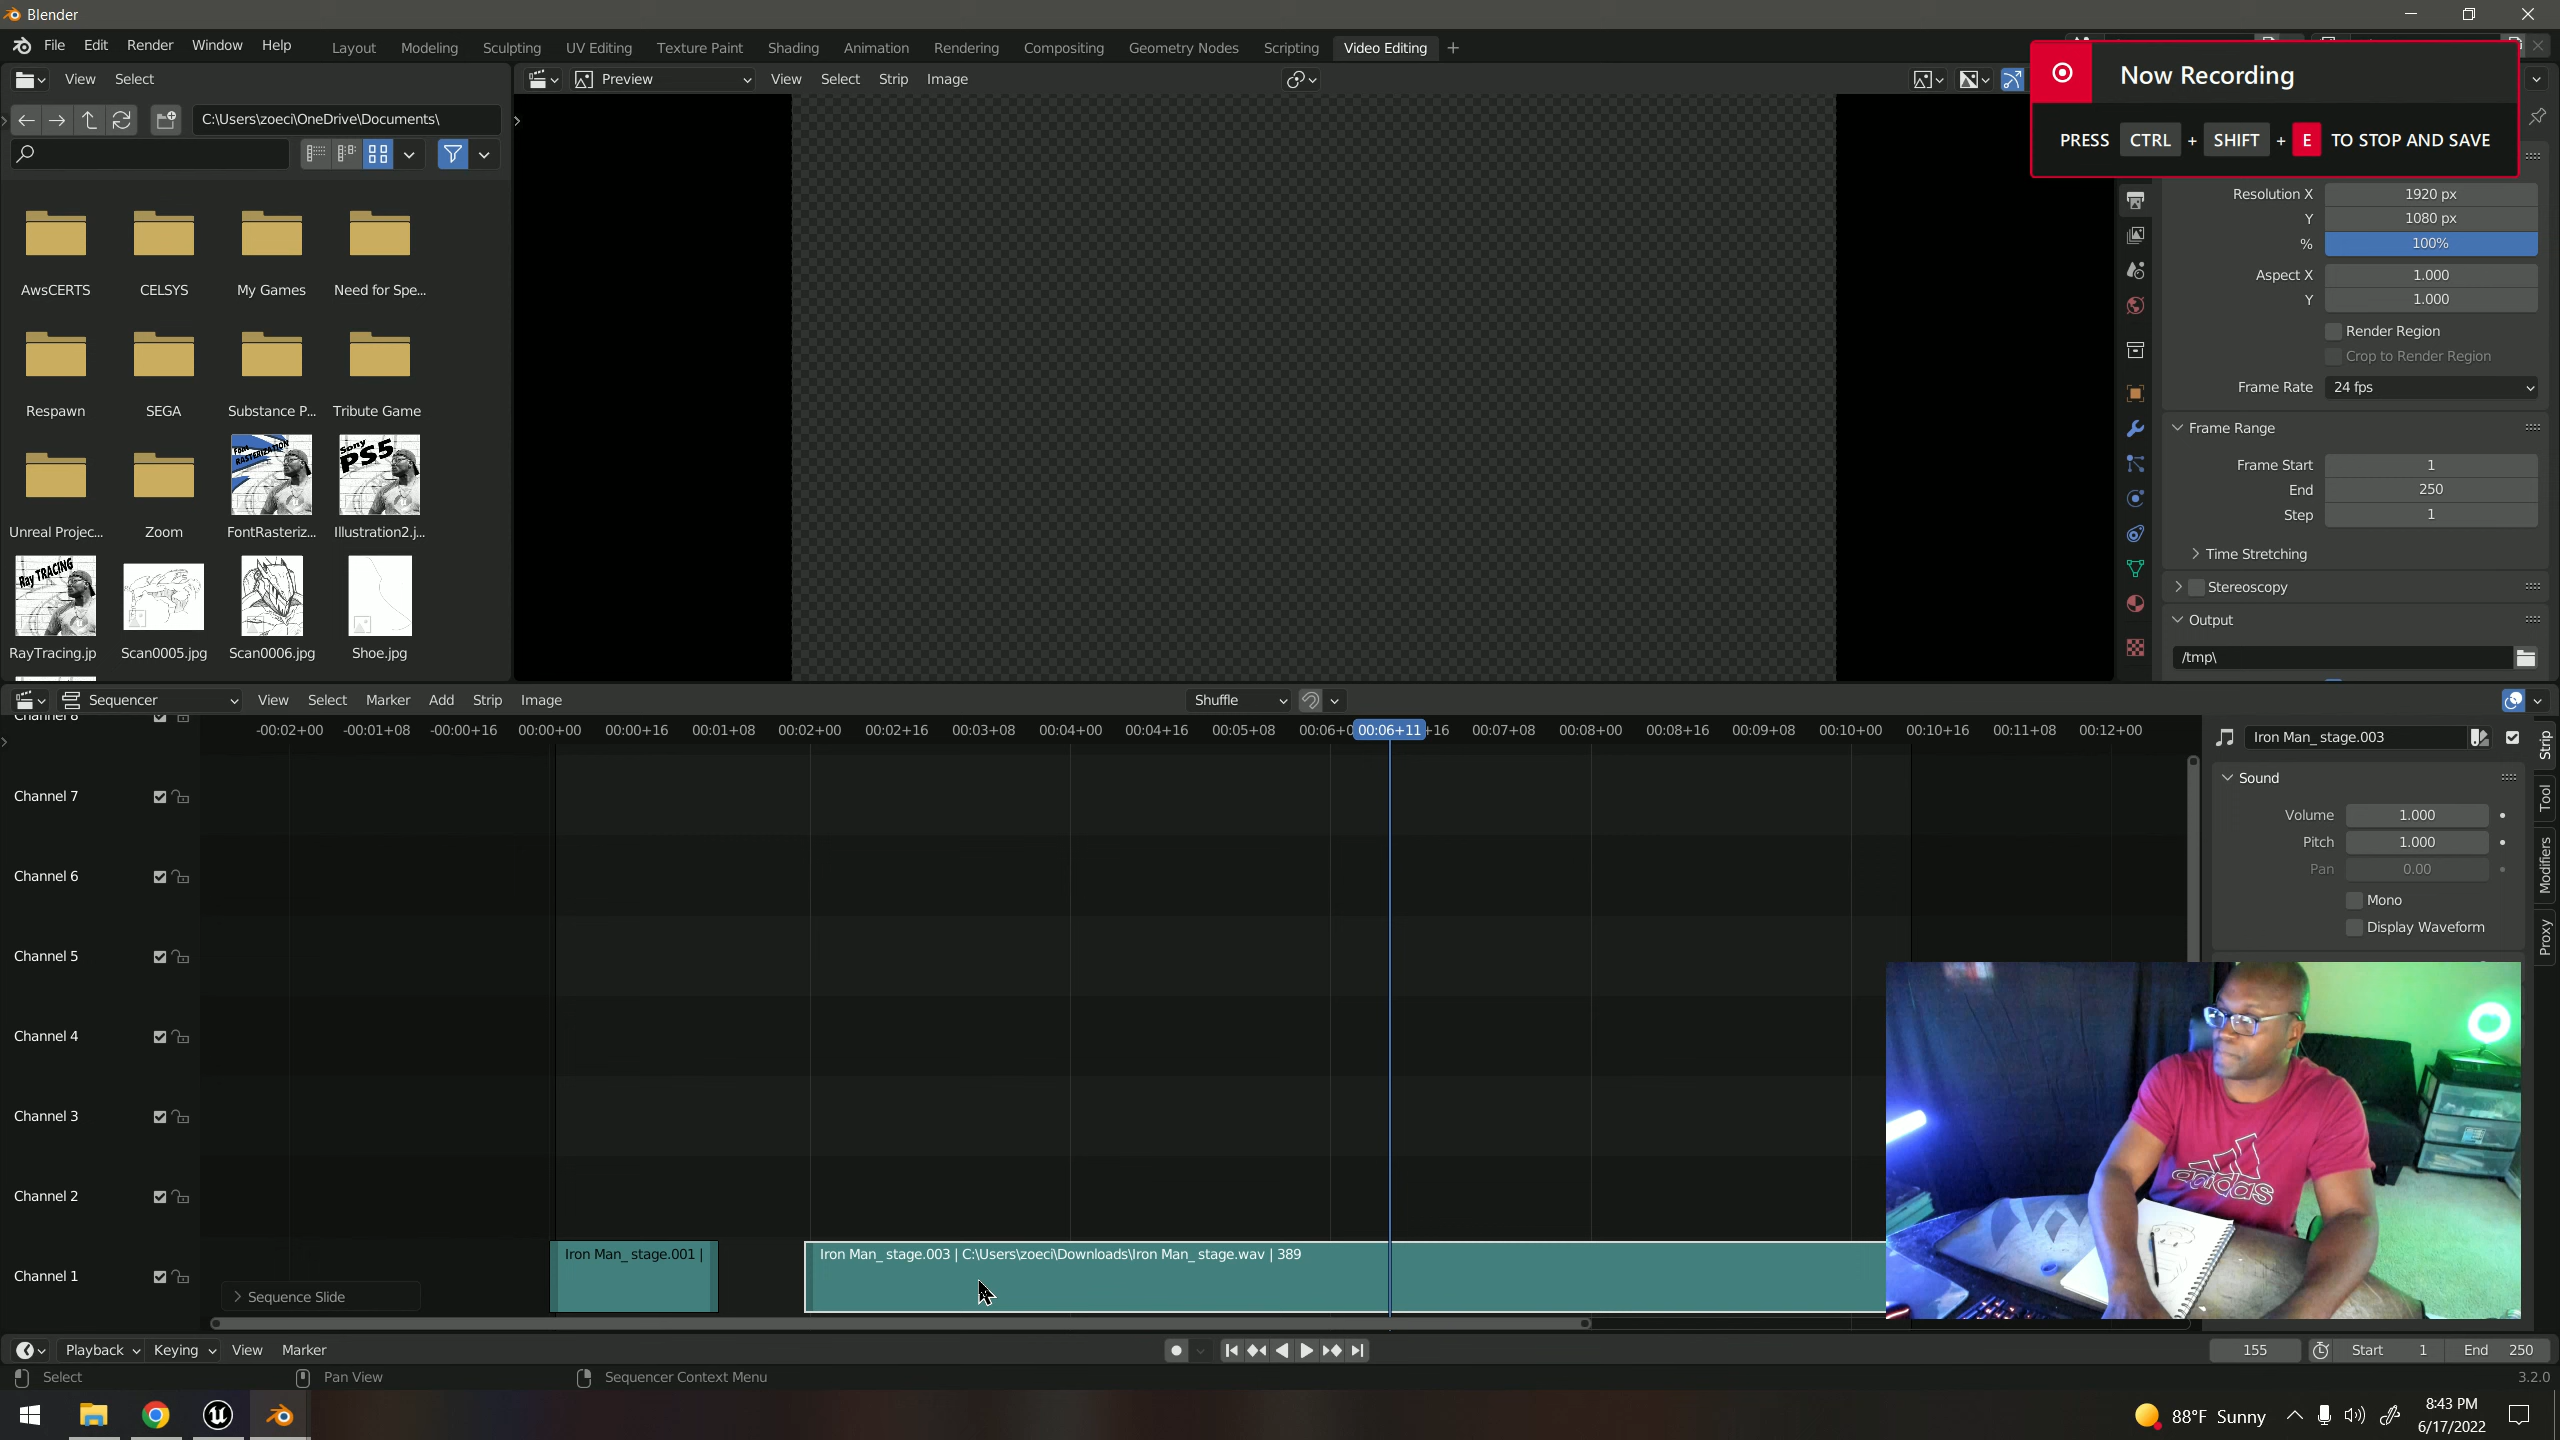 Blender
File Edit Render Window Help Layout Modeling Sculpting UV Editing Texture Paint Shading Animation Rendering Compositing Geometry Nodes Scripting Video Editing
View Select Preview View Select Strip Image
Now Recording
PRESS CTRL + SHIFT + E TO STOP AND SAVE
C:\Users\zoeci\OneDrive\Documents\
AwsCERTS CELSYS My Games Need for Spe...
Respawn SEGA Substance P... Tribute Game
Font RASTERIZATION
Sony PS5
Unreal Projec... Zoom FontRasteriz... Illustration2.j...
Ray TRACING
RayTracing.jp Scan0005.jpg Scan0006.jpg Shoe.jpg
Resolution X 1920 px
Y 1080 px
% 100%
Aspect X 1.000
Y 1.000
Render Region
Crop to Render Region
Frame Rate 24 fps
Frame Range
Frame Start 1
End 250
Step 1
Time Stretching
Stereoscopy
Output
/tmp\
Sequencer View Select Marker Add Strip Image Shuffle
-00:02+00 -00:01+08 -00:00+16 00:00+00 00:00+16 00:01+08 00:02+00 00:02+16 00:03+08 00:04+00 00:04+16 00:05+08 00:06+0 00:06+11 +16 00:07+08 00:08+00 00:08+16 00:09+08 00:10+00 00:10+16 00:11+08 00:12+00
Channel 8
Channel 7
Channel 6
Channel 5
Channel 4
Channel 3
Channel 2
Channel 1
Iron Man_ stage.001 |
Iron Man_ stage.003 | C:\Users\zoeci\Downloads\Iron Man_ stage.wav | 389
Sequence Slide
Iron Man_ stage.003
Sound
Volume 1.000
Pitch 1.000
Pan 0.00
Mono
Display Waveform
Strip
Tool
Modifiers
Proxy
adidas
Playback Keying View Marker
155 Start 1 End 250
Select Pan View Sequencer Context Menu 3.2.0
88°F Sunny
8:43 PM
6/17/2022